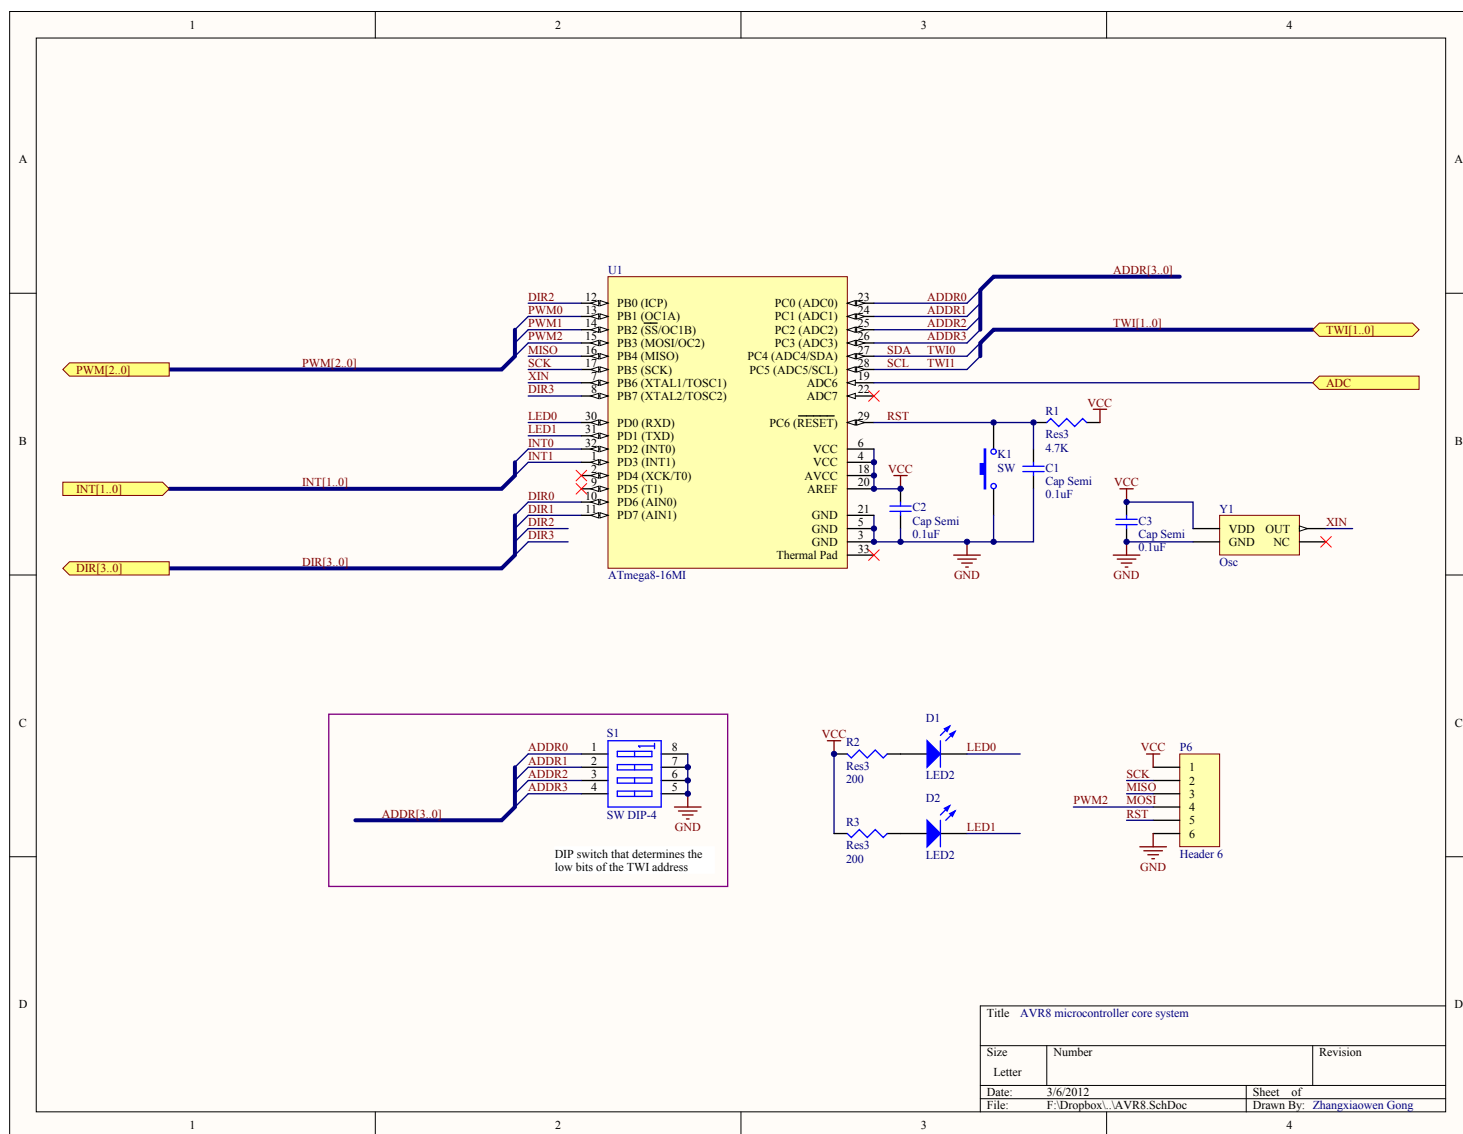 1 2 3 4
A A
U1
ADDR[3..0]
DIR2 12 PB0 (ICP) PC0 (ADC0) 23 ADDR0
PWM0 13 PB1 (OC1A) PC1 (ADC1) 24 ADDR1
PWM1 14 PB2 (SS/OC1B) PC2 (ADC2) 25 ADDR2 TWI[1..0] TWI[1..0]
PWM2 15 PB3 (MOSI/OC2) PC3 (ADC3) 26 ADDR3
MISO 16 PB4 (MISO) PC4 (ADC4/SDA) 27 SDA TWI0
PWM[2..0] PWM[2..0] SCK 17 PB5 (SCK) PC5 (ADC5/SCL) 28 SCL TWI1
XIN 7 PB6 (XTAL1/TOSC1) ADC6 19 ADC
DIR3 8 PB7 (XTAL2/TOSC2) ADC7 22
LED0 30 PD0 (RXD) PC6 (RESET) 29 RST
LED1 31 PD1 (TXD)
INT0 32 PD2 (INT0) VCC 6
INT1 1 PD3 (INT1) VCC 4
2 PD4 (XCK/T0) AVCC 18
INT[1..0] INT[1..0] 9 PD5 (T1) AREF 20
DIR0 10 PD6 (AIN0)
DIR1 11 PD7 (AIN1) GND 21
DIR2 GND 5
DIR3 GND 3
Thermal Pad 33
DIR[3..0] DIR[3..0]
ATmega8-16MI
VCC
C2
Cap Semi
0.1uF
K1
SW
R1
Res3
4.7K
VCC
C1
Cap Semi
0.1uF
GND
VCC
C3
Cap Semi
0.1uF
GND
Y1
VDD OUT XIN
GND NC
Osc
B B
S1
1
ADDR0 1 8
ADDR1 2 7
ADDR2 3 6
ADDR3 4 5
ADDR[3..0]
SW DIP-4
GND
DIP switch that determines the
low bits of the TWI address
VCC
R2
Res3
200
D1
LED2
LED0
R3
Res3
200
D2
LED2
LED1
VCC P6
1
SCK 2
MISO 3
PWM2 MOSI 4
RST 5
6
GND
Header 6
C C
D D
Title AVR8 microcontroller core system
Size Number Revision
Letter
Date: 3/6/2012 Sheet of
File: F:\Dropbox\..\AVR8.SchDoc Drawn By: Zhangxiaowen Gong
1 2 3 4